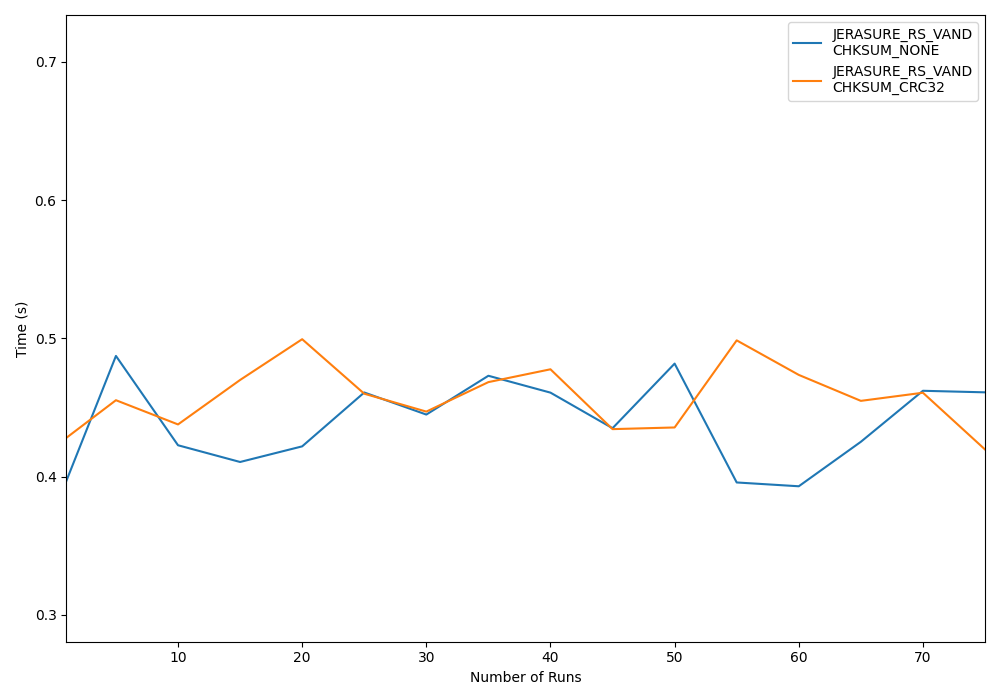 JERASURE_RS_VAND
CHKSUM_NONE
JERASURE_RS_VAND
CHKSUM_CRC32
0.7
0.6
0.5
0.4
0.3
Time (s)
10 20 30 40 50 60 70
Number of Runs